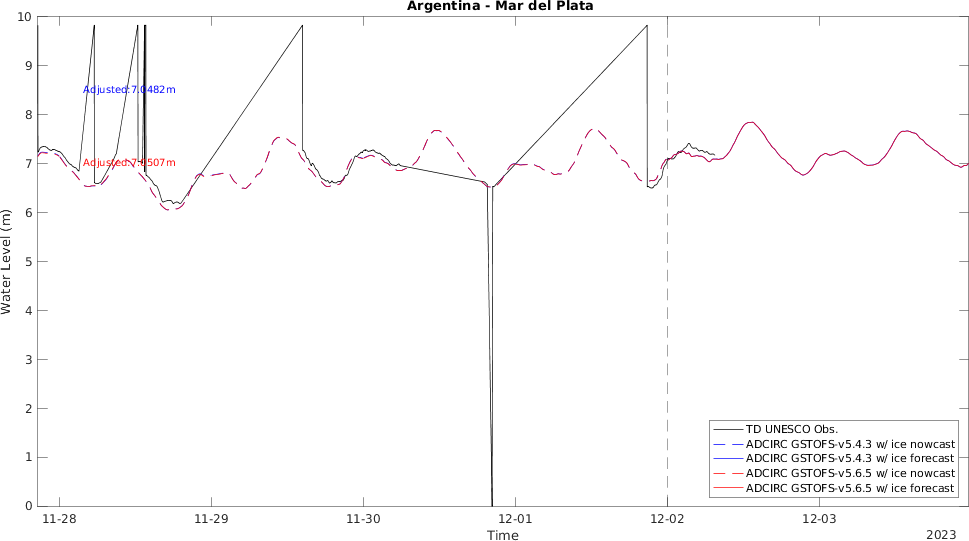 Argentina - Mar del Plata
10
9
8
7
6
5
4
3
2
1
0
Water Level (m)
Adjusted:7.0482m
TD UNESCO Obs.
ADCIRC GSTOFS-v5.4.3 w/ ice nowcast
ADCIRC GSTOFS-v5.4.3 w/ ice forecast
ADCIRC GSTOFS-v5.6.5 w/ ice nowcast
ADCIRC GSTOFS-v5.6.5 w/ ice forecast
11-28
11-29
11-30
12-01
12-02
12-03
Time
2023